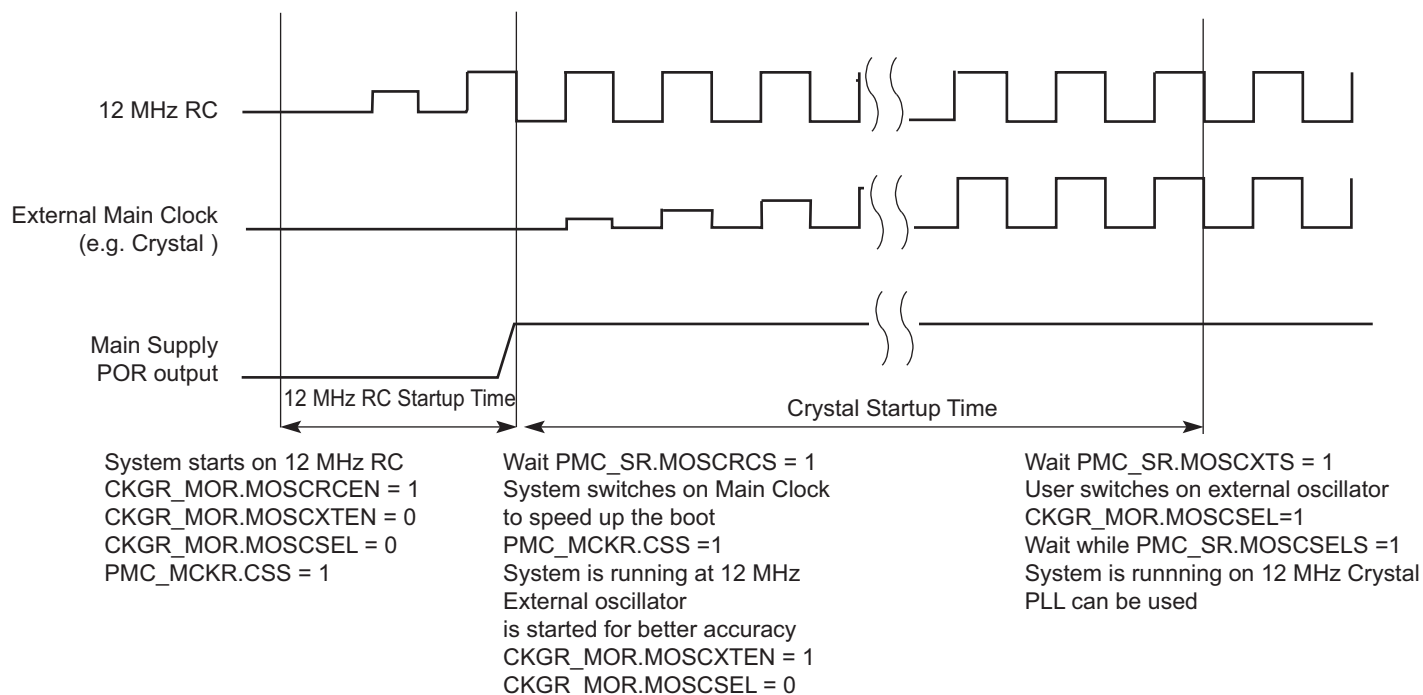 12 MHz RC
External Main Clock
(e.g. Crystal )
Main Supply
POR output
12 MHz RC Startup Time
Crystal Startup Time
System starts on 12 MHz RC
CKGR_MOR.MOSCRCEN = 1
CKGR_MOR.MOSCXTEN = 0
CKGR_MOR.MOSCSEL = 0
PMC_MCKR.CSS = 1
Wait PMC_SR.MOSCRCS = 1
System switches on Main Clock
to speed up the boot
PMC_MCKR.CSS =1
System is running at 12 MHz
External oscillator
is started for better accuracy
CKGR_MOR.MOSCXTEN = 1
CKGR_MOR.MOSCSEL = 0
Wait PMC_SR.MOSCXTS = 1
User switches on external oscillator
CKGR_MOR.MOSCSEL=1
Wait while PMC_SR.MOSCSELS =1
System is runnning on 12 MHz Crystal
PLL can be used